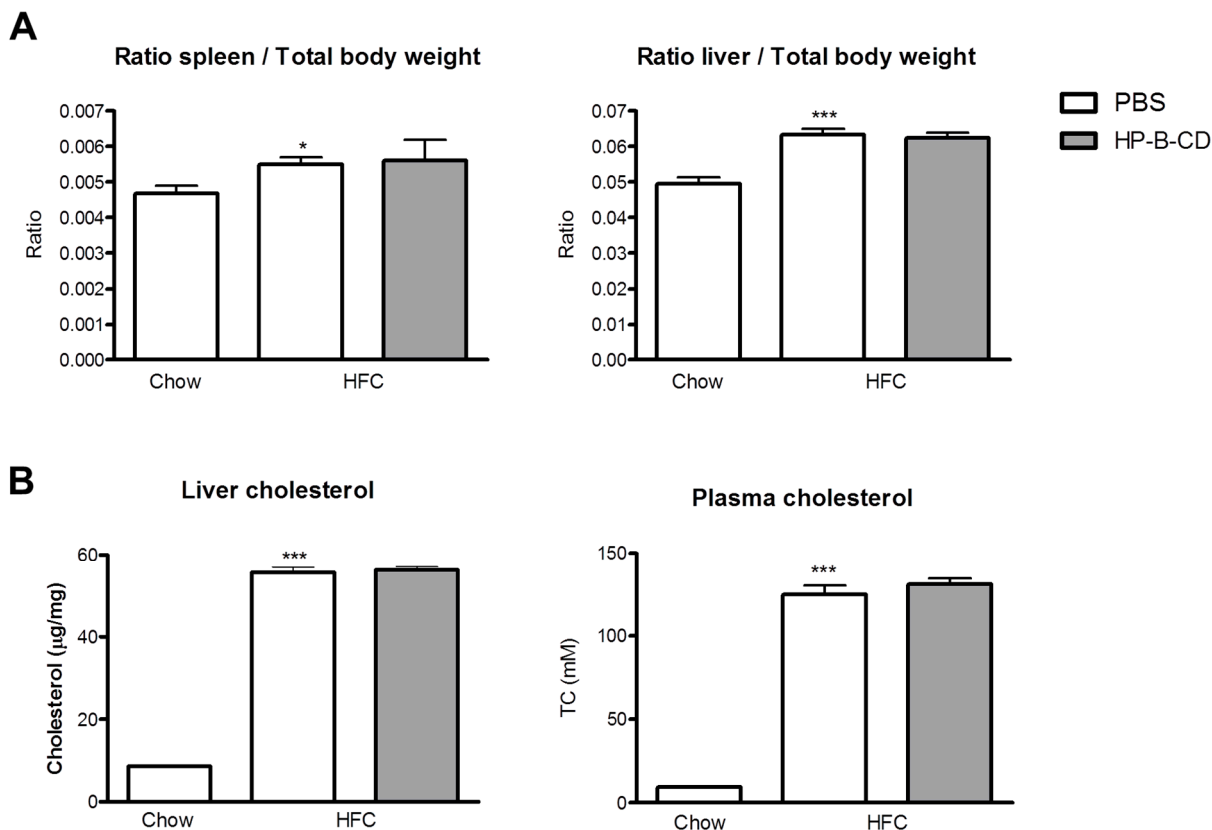 A
Ratio spleen / Total body weight
Ratio
0.007
0.006
0.005
0.004
0.003
0.002
0.001
0.000
*
Chow
HFC
Ratio liver / Total body weight
Ratio
0.07
0.06
0.05
0.04
0.03
0.02
0.01
0.00
***
Chow
HFC
PBS
HP-B-CD
B
Liver cholesterol
Cholesterol (µg/mg)
60
40
20
0
***
Chow
HFC
Plasma cholesterol
TC (mM)
150
100
50
0
***
Chow
HFC